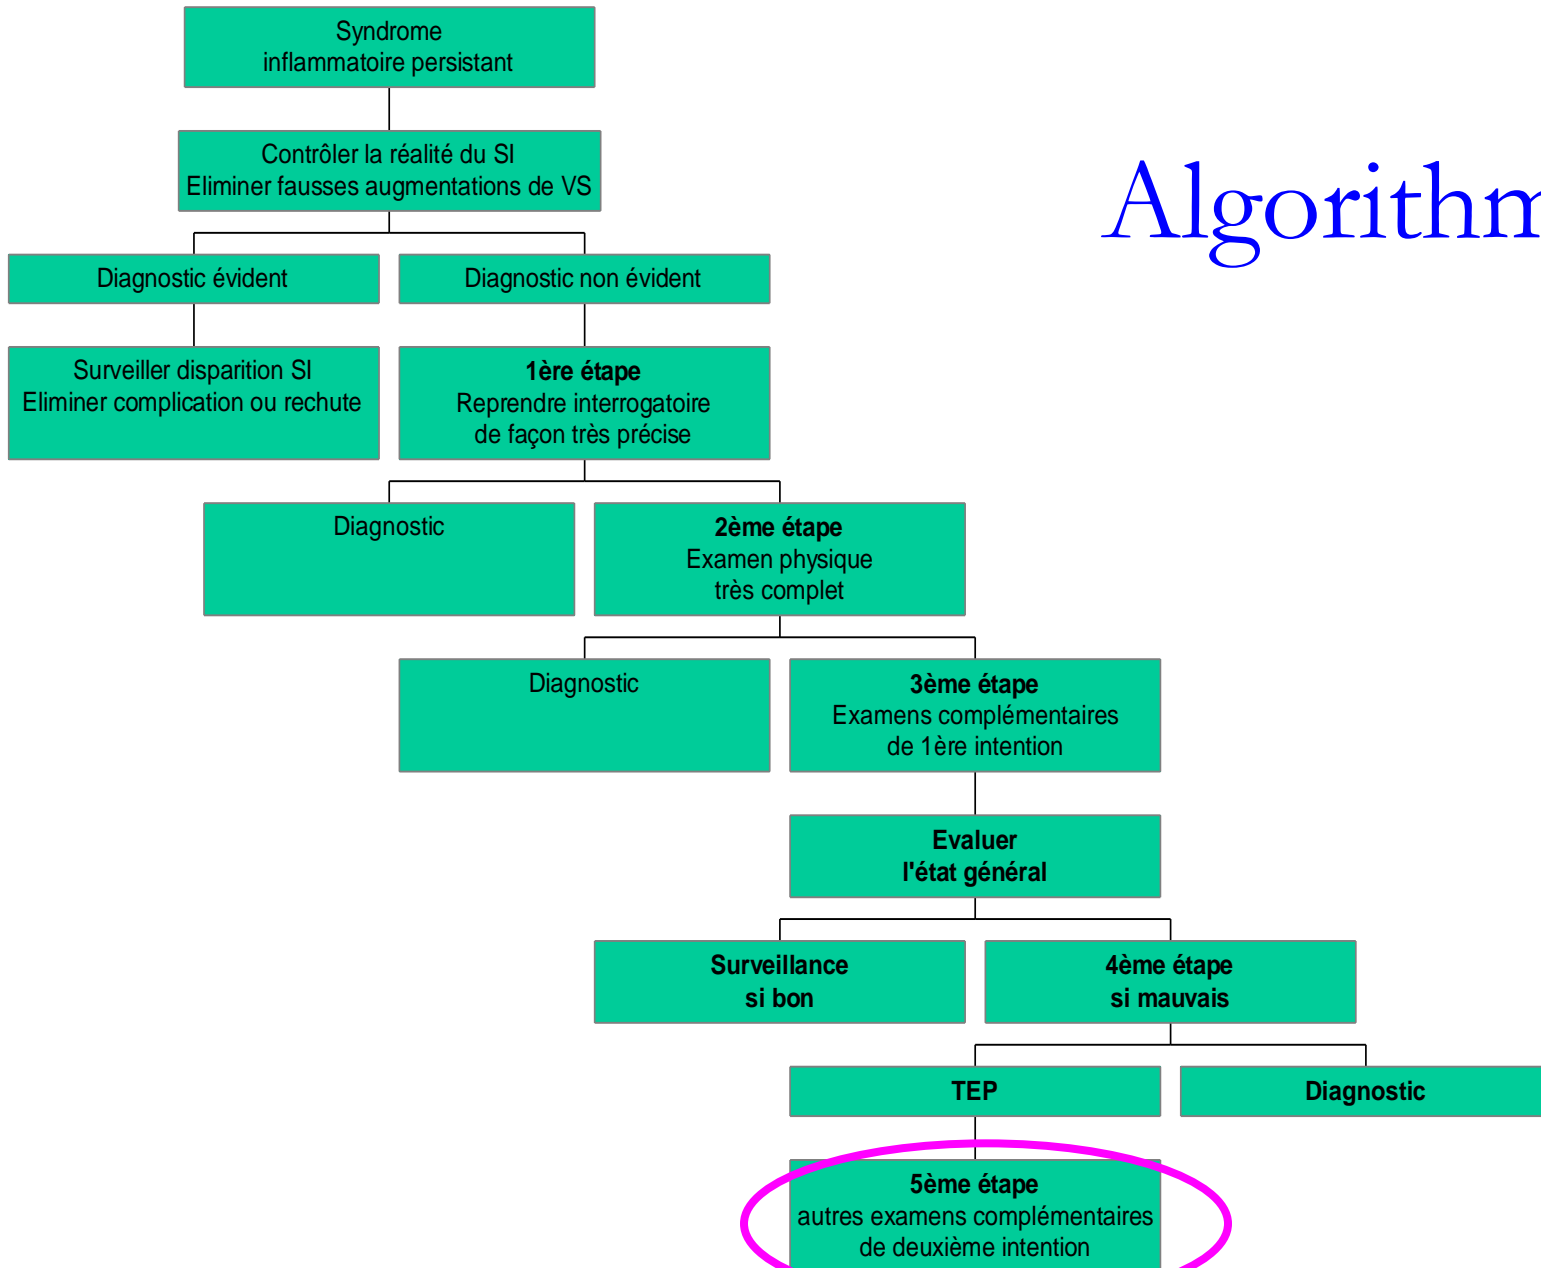 Syndrome
inflammatoire persistant
Contrôler la réalité du SI
Eliminer fausses augmentations de VS
Algorithm
Diagnostic évident
Diagnostic non évident
Surveiller disparition SI
Eliminer complication ou rechute
1ère étape
Reprendre interrogatoire
de façon très précise
Diagnostic
2ème étape
Examen physique
très complet
Diagnostic
3ème étape
Examens complémentaires
de 1ère intention
Evaluer
l'état général
Surveillance
si bon
4ème étape
si mauvais
TEP
Diagnostic
5ème étape
autres examens complémentaires
de deuxième intention